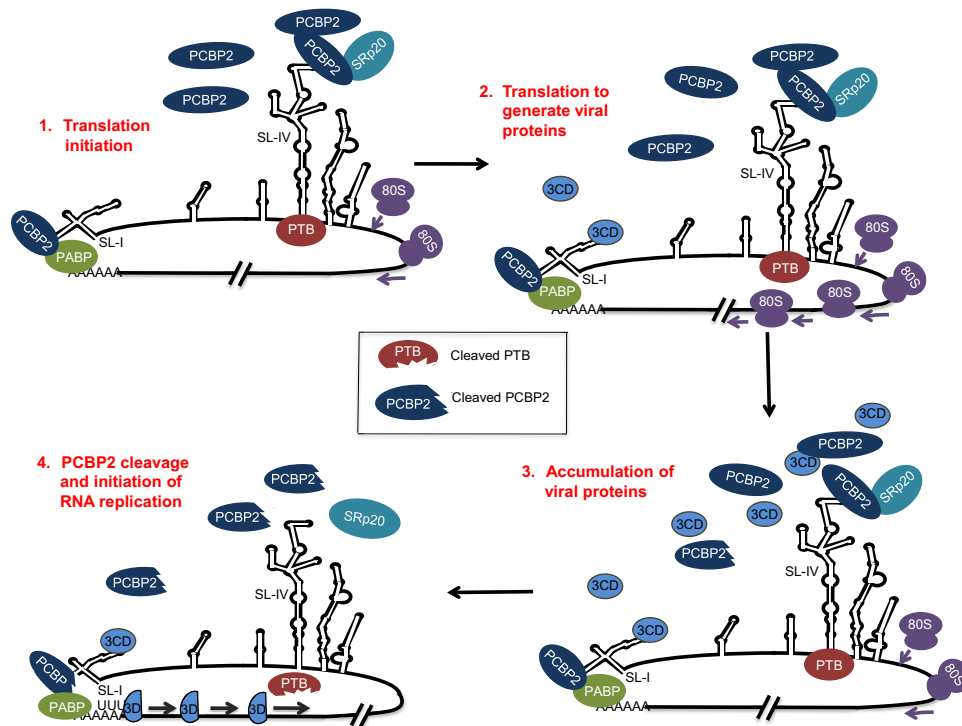 PCBP2
PCBP2
PCBP2
SRp20
PCBP2
1. Translation
initiation
SL-IV
80S
PCBP2
SL-I
PTB
80S
PABP
AAAAAA
2. Translation to
generate viral
proteins
PCBP2
PCBP2
PCBP2
SRp20
PCBP2
SL-IV
3CD
3CD
80S
PCBP2
SL-I
PTB
80S
PABP
80S
80S
AAAAAA
PTB
Cleaved PTB
PCBP2
Cleaved PCBP2
3. Accumulation of
viral proteins
3CD
PCBP2
3CD
PCBP2
PCBP2
SRp20
3CD
3CD
PCBP2
SL-IV
3CD
3CD
80S
PCBP2
SL-I
PTB
80S
PABP
AAAAAA
4. PCBP2 cleavage
and initiation of
RNA replication
PCBP2
PCBP2
SRp20
PCBP2
SL-IV
3CD
PCBP
SL-I
PTB
UUU
PABP
AAAAAA
3D
3D
3D